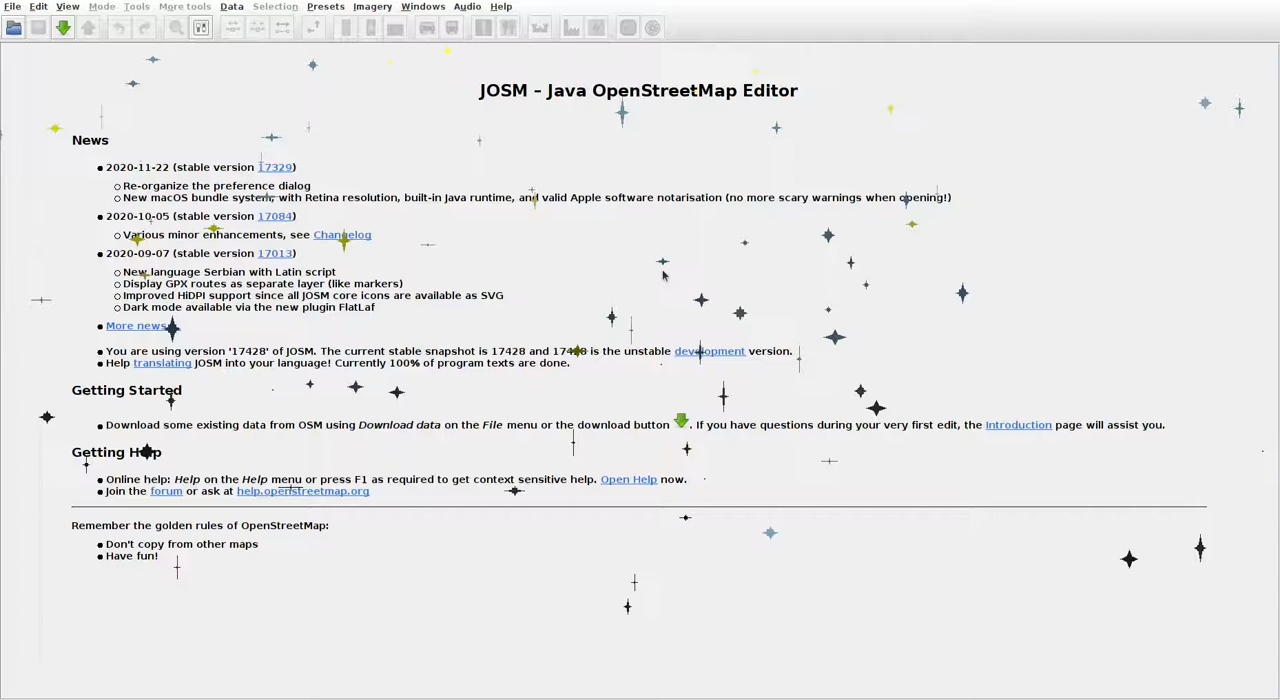 File Edit View Mode Tools More tools Data Selection Presets Imagery Windows Audio Help
JOSM – Java OpenStreetMap Editor
News
2020-11-22 (stable version 17329)
Re-organize the preference dialog
New macOS bundle system, with Retina resolution, built-in Java runtime, and valid Apple software notarisation (no more scary warnings when opening!)
2020-10-05 (stable version 17084)
Various minor enhancements, see Changelog
2020-09-07 (stable version 17013)
New language Serbian with Latin script
Display GPX routes as separate layer (like markers)
Improved HiDPI support since all JOSM core icons are available as SVG
Dark mode available via the new plugin FlatLaf
More news
You are using version '17428' of JOSM. The current stable snapshot is 17428 and 17428 is the unstable development version.
Help translating JOSM into your language! Currently 100% of program texts are done.
Getting Started
Download some existing data from OSM using Download data on the File menu or the download button . If you have questions during your very first edit, the Introduction page will assist you.
Getting Help
Online help: Help on the Help menu or press F1 as required to get context sensitive help. Open Help now.
Join the forum or ask at help.openstreetmap.org
Remember the golden rules of OpenStreetMap:
Don't copy from other maps
Have fun!